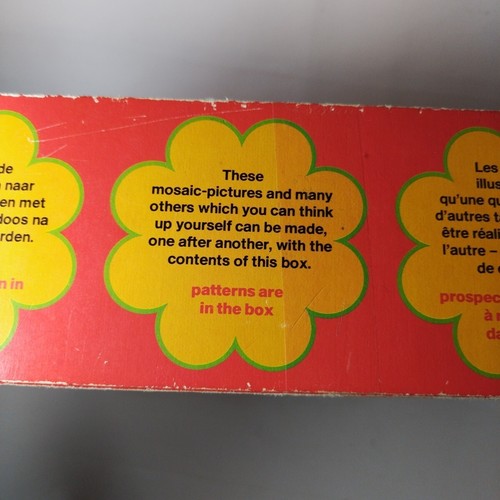 de
naar
en met
doos na
rden.
n in
These
mosaic-pictures and many
others which you can think
up yourself can be made,
one after another, with the
contents of this box.
patterns are
in the box
Les
illus
qu'une qu
d'autres t
être réali
l'autre –
de
prospec
à
da